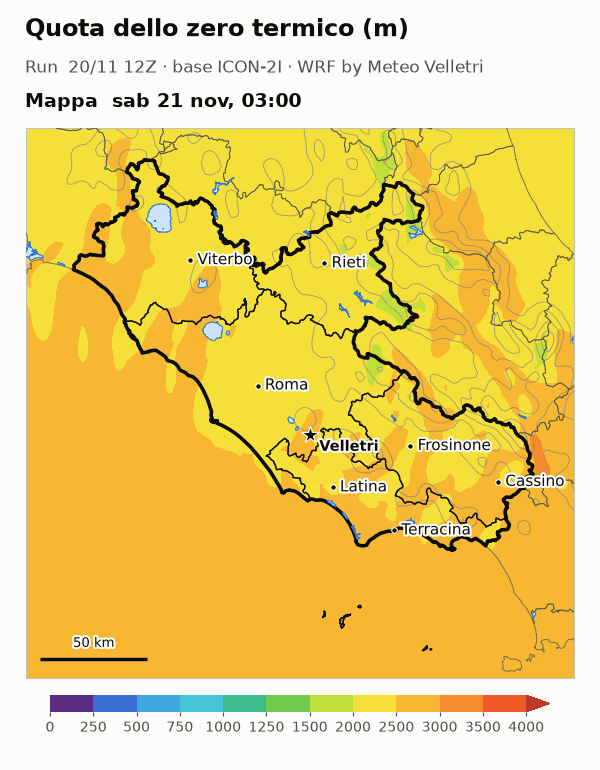 Quota dello zero termico (m)
Run 20/11 12Z · base ICON-2I · WRF by Meteo Velletri
Mappa sab 21 nov, 03:00
Viterbo
Rieti
Roma
Velletri
Frosinone
Latina
Cassino
Terracina
50 km
0 250 500 750 1000 1250 1500 2000 2500 3000 3500 4000